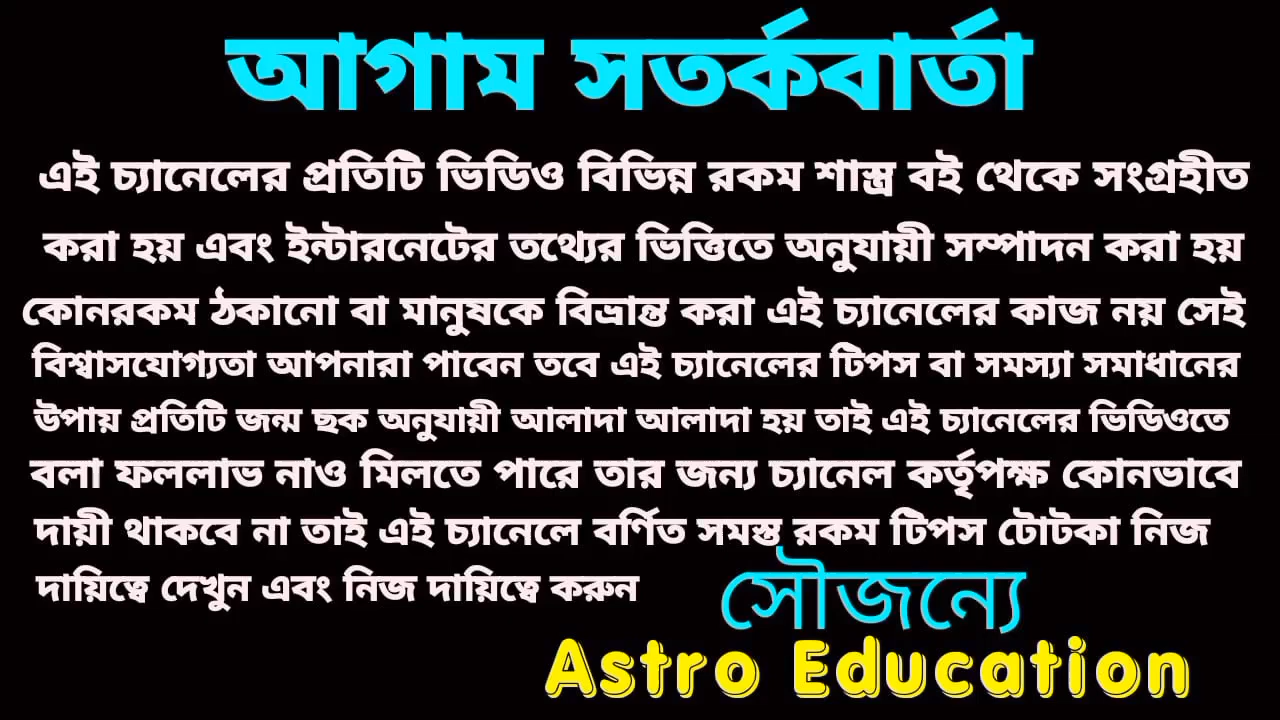 আগাম সতর্কবার্তা
এই চ্যানেলের প্রতিটি ভিডিও বিভিন্ন রকম শাস্ত্র বই থেকে সংগ্রহীত
করা হয় এবং ইন্টারনেটের তথ্যের ভিত্তিতে অনুযায়ী সম্পাদন করা হয়
কোনরকম ঠকানো বা মানুষকে বিভ্রান্ত করা এই চ্যানেলের কাজ নয় সেই
বিশ্বাসযোগ্যতা আপনারা পাবেন তবে এই চ্যানেলের টিপস বা সমস্যা সমাধানের
উপায় প্রতিটি জন্ম ছক অনুযায়ী আলাদা আলাদা হয় তাই এই চ্যানেলের ভিডিওতে
বলা ফললাভ নাও মিলতে পারে তার জন্য চ্যানেল কর্তৃপক্ষ কোনভাবে
দায়ী থাকবে না তাই এই চ্যানেলে বর্ণিত সমস্ত রকম টিপস টোটকা নিজ
দায়িত্বে দেখুন এবং নিজ দায়িত্বে করুন
সৌজন্যে
Astro Education